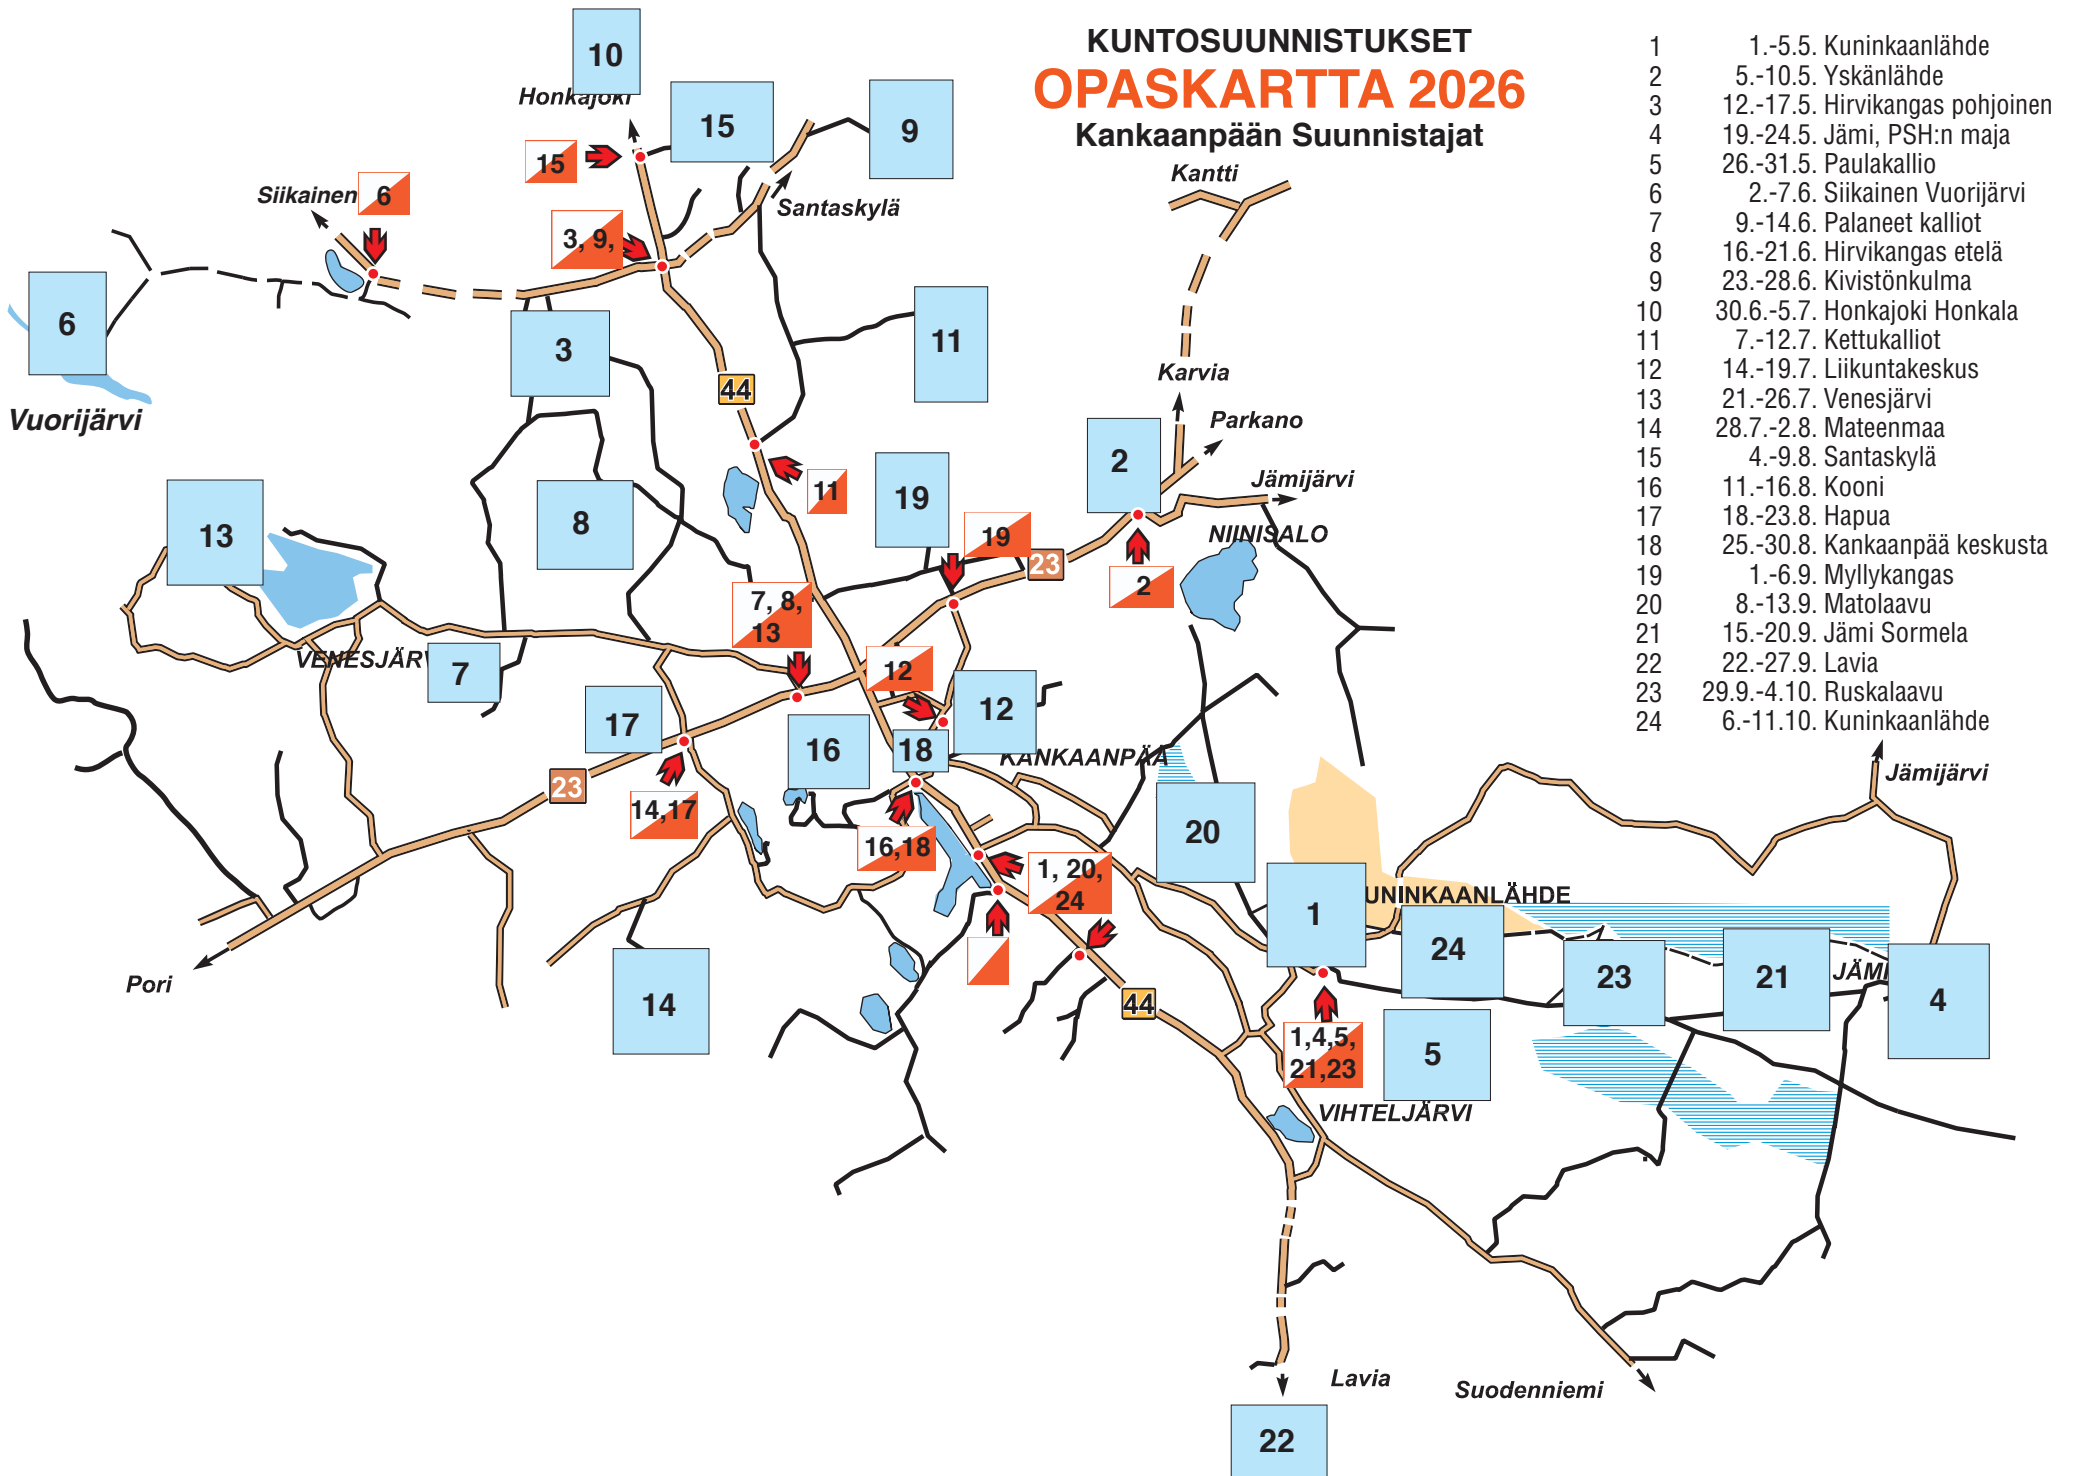 KUNTOSUUNNISTUKSET
OPASKARTTA 2026
Kankaanpään Suunnistajat
1 1.-5.5. Kuninkaanlähde
2 5.-10.5. Yskänlähde
3 12.-17.5. Hirvikangas pohjoinen
4 19.-24.5. Jämi, PSH:n maja
5 26.-31.5. Paulakallio
6 2.-7.6. Siikainen Vuorijärvi
7 9.-14.6. Palaneet kalliot
8 16.-21.6. Hirvikangas etelä
9 23.-28.6. Kivistönkulma
10 30.6.-5.7. Honkajoki Honkala
11 7.-12.7. Kettukalliot
12 14.-19.7. Liikuntakeskus
13 21.-26.7. Venesjärvi
14 28.7.-2.8. Mateenmaa
15 4.-9.8. Santaskylä
16 11.-16.8. Kooni
17 18.-23.8. Hapua
18 25.-30.8. Kankaanpää keskusta
19 1.-6.9. Myllykangas
20 8.-13.9. Matolaavu
21 15.-20.9. Jämi Sormela
22 22.-27.9. Lavia
23 29.9.-4.10. Ruskalaavu
24 6.-11.10. Kuninkaanlähde
10
Honkajoki
15
9
15
Siikainen
6
Santaskylä
3, 9,
Kantti
6
3
11
44
Vuorijärvi
Karvia
Parkano
2
Jämijärvi
11
19
13
8
19
NIINISALO
23
2
7, 8,
13
VENESJÄRV
7
12
17
16
18
12
KANKAANPÄÄ
23
14,17
16,18
20
Jämijärvi
1, 20,
24
1
UNINKAANLÄHDE
24
23
21
JÄMI
4
Pori
14
44
1,4,5,
21,23
5
VIHTELJÄRVI
Lavia
Suodenniemi
22